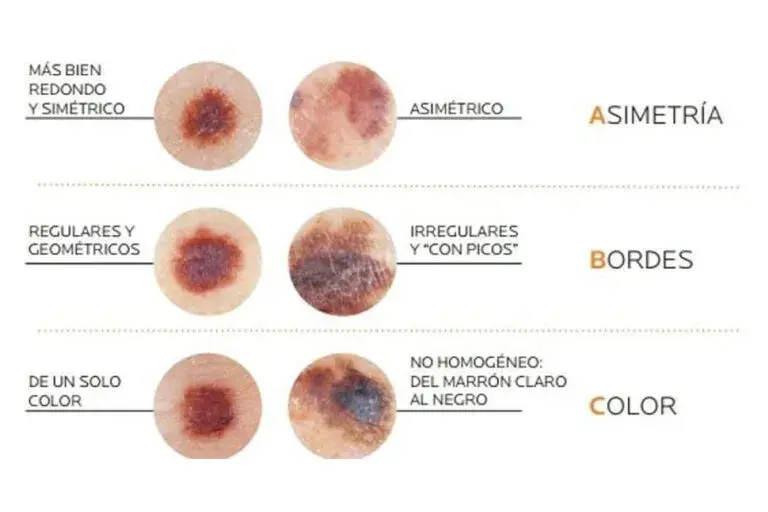 MÁS BIEN
REDONDO
Y SIMÉTRICO
ASIMÉTRICO
ASIMETRÍA
REGULARES Y
GEOMÉTRICOS
IRREGULARES
Y “CON PICOS”
BORDES
DE UN SOLO
COLOR
NO HOMOGÉNEO:
DEL MARRÓN CLARO
AL NEGRO
COLOR